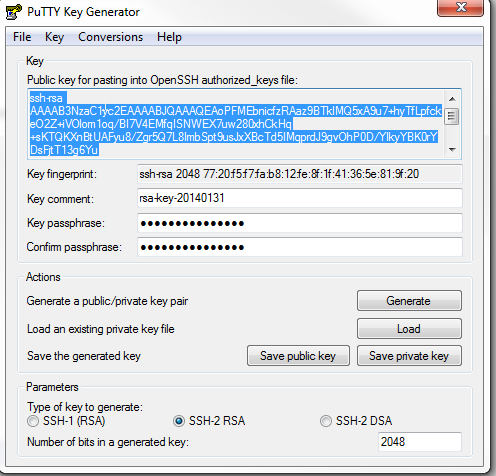 PuTTY Key Generator
File Key Conversions Help
Key
Public key for pasting into OpenSSH authorized_keys file:
ssh-rsa
AAAAB3NzaC1yc2EAAAABJQAAAQEAoPFMEbnicfzRAaz9BTkIMQ5xA9u7+hyTfLpfck
eO2Z+iVOlom1oq/BI7V4EMfqISNWEX7uw280xhCkHq
+sKTQKXnBtUAFyu8/Zgr5Q7L8lmbSpt9usJxXBcTd5IMqprdJ9gvOhP0D/YlkyYBK0rY
DsFjtT13g6Yu
Key fingerprint: ssh-rsa 2048 77:20:f5:f7:fa:b8:12:fe:8f:1f:41:36:5e:81:9f:20
Key comment: rsa-key-20140131
Key passphrase: ●●●●●●●●●●●●●●●
Confirm passphrase: ●●●●●●●●●●●●●●●
Actions
Generate a public/private key pair Generate
Load an existing private key file Load
Save the generated key Save public key Save private key
Parameters
Type of key to generate:
SSH-1 (RSA) SSH-2 RSA SSH-2 DSA
Number of bits in a generated key: 2048